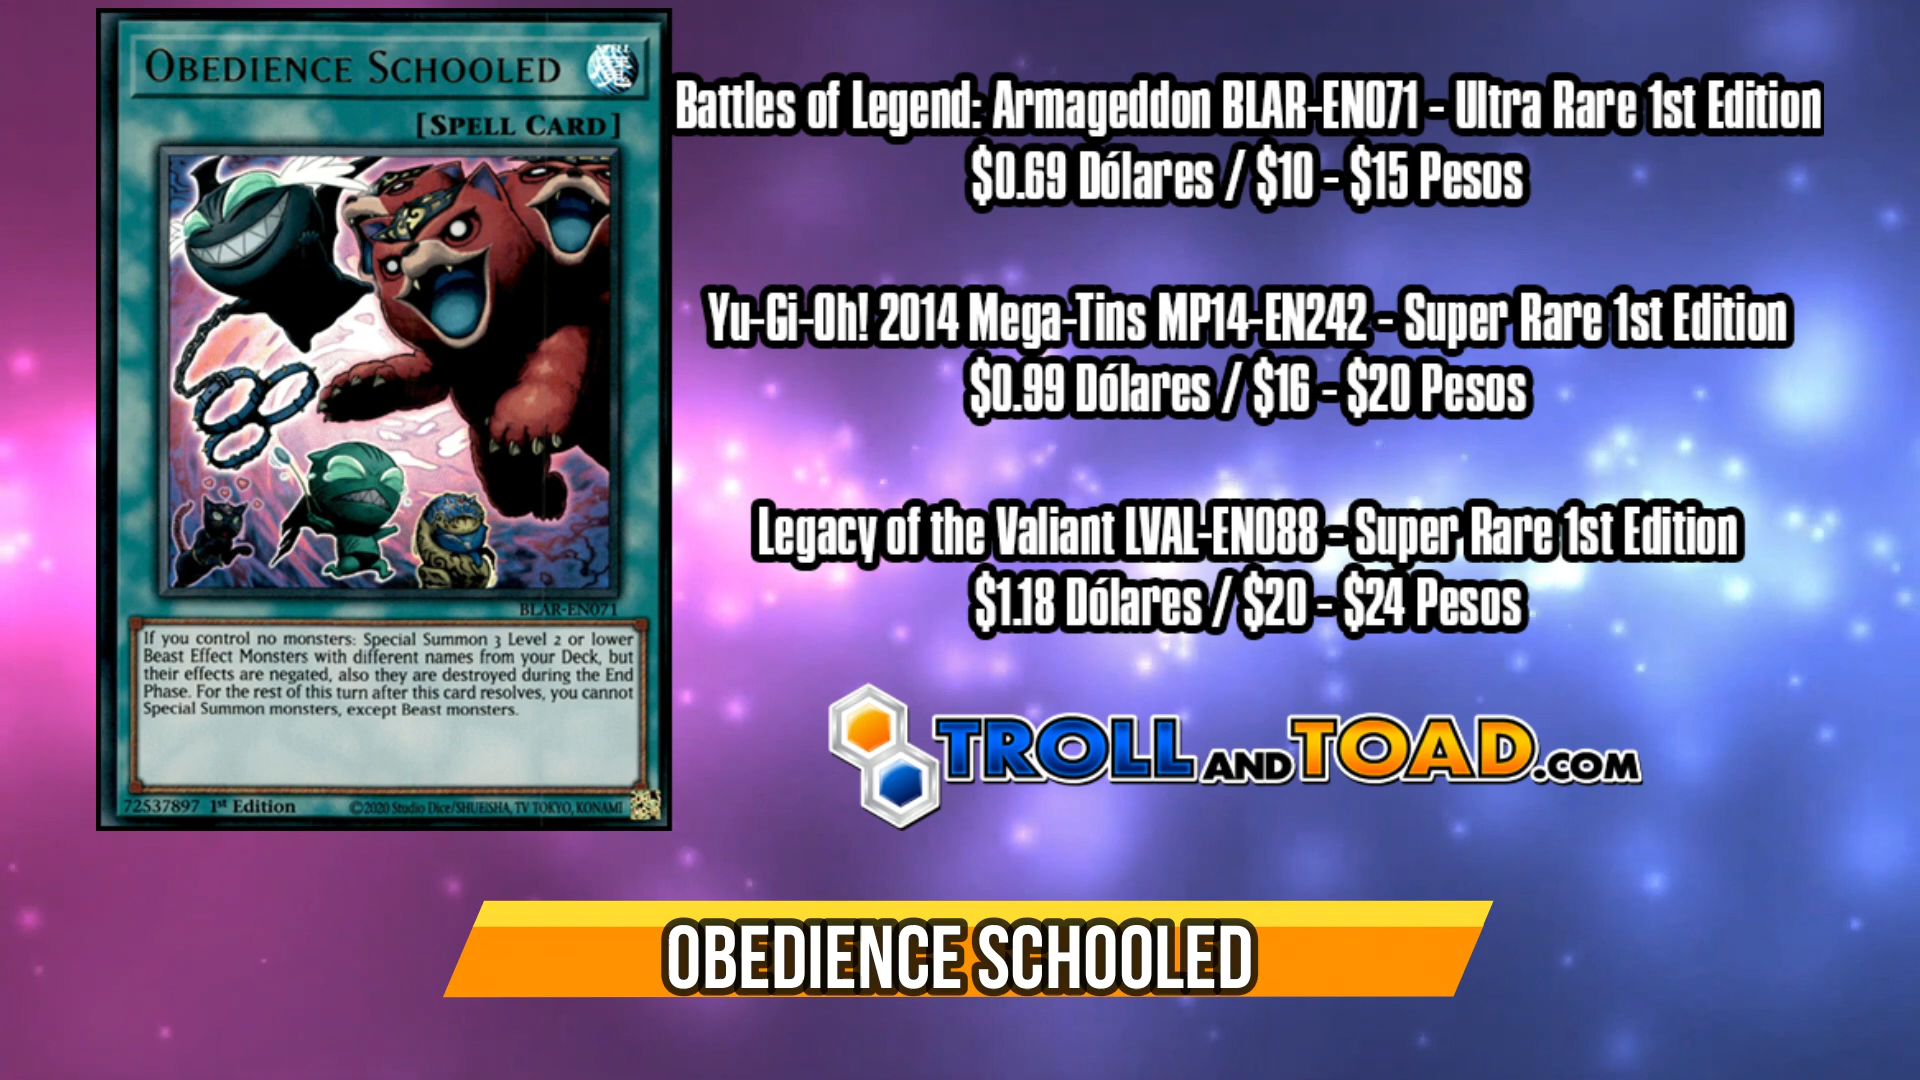 OBEDIENCE SCHOOLED
[SPELL CARD]
BLAR-EN071
If you control no monsters: Special Summon 3 Level 2 or lower
Beast Effect Monsters with different names from your Deck, but
their effects are negated, also they are destroyed during the End
Phase. For the rest of this turn after this card resolves, you cannot
Special Summon monsters, except Beast monsters.
72537897 1st Edition
©2020 Studio Dice/SHUEISHA, TV TOKYO, KONAMI
Battles of Legend: Armageddon BLAR-EN071 - Ultra Rare 1st Edition
$0.69 Dólares / $10 - $15 Pesos
Yu-Gi-Oh! 2014 Mega-Tins MP14-EN242 - Super Rare 1st Edition
$0.99 Dólares / $16 - $20 Pesos
Legacy of the Valiant LVAL-EN088 - Super Rare 1st Edition
$1.18 Dólares / $20 - $24 Pesos
TROLL AND TOAD.COM
OBEDIENCE SCHOOLED